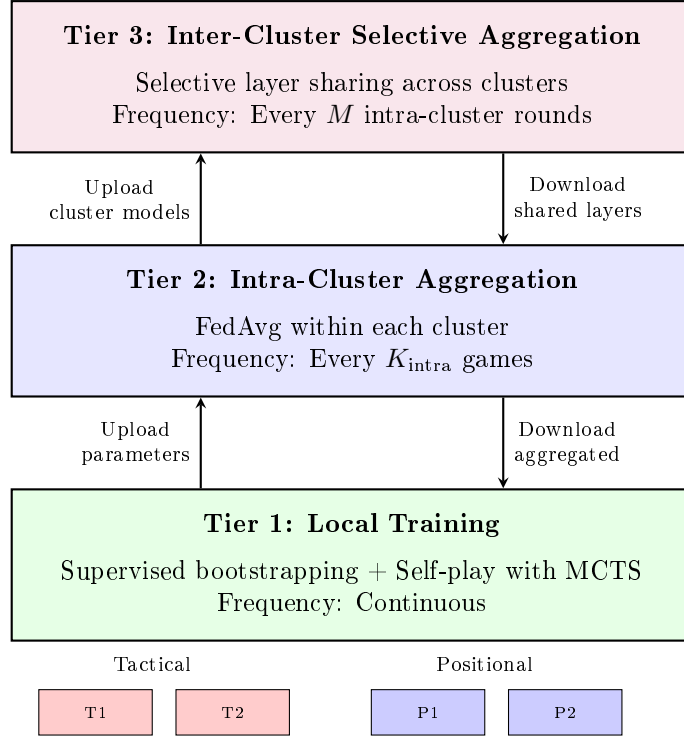 Tier 3: Inter-Cluster Selective Aggregation
Selective layer sharing across clusters
Frequency: Every M intra-cluster rounds
Upload
cluster models
Download
shared layers
Tier 2: Intra-Cluster Aggregation
FedAvg within each cluster
Frequency: Every K_intra games
Upload
parameters
Download
aggregated
Tier 1: Local Training
Supervised bootstrapping + Self-play with MCTS
Frequency: Continuous
Tactical
Positional
T1
T2
P1
P2